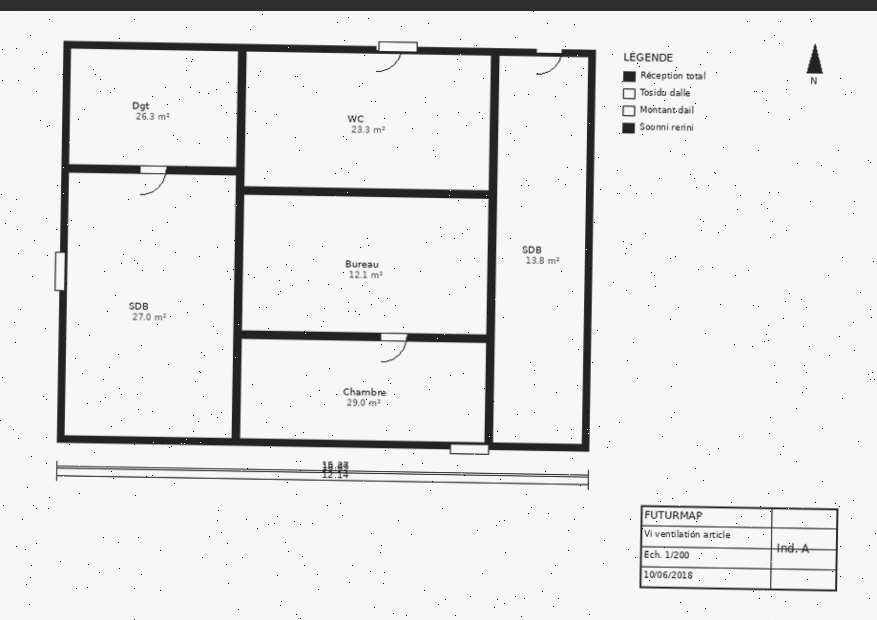 Dgt
26.3 m²
WC
23.3 m²
SDB
13.8 m²
Bureau
12.1 m²
SDB
27.0 m²
Chambre
29.0 m²
12.14
LÉGENDE
Réception total
Tosidu dalle
Montant dail
Sounni rerini
N
FUTURMAP
Vi ventilation article
Ech. 1/200
10/06/2018
Ind. A